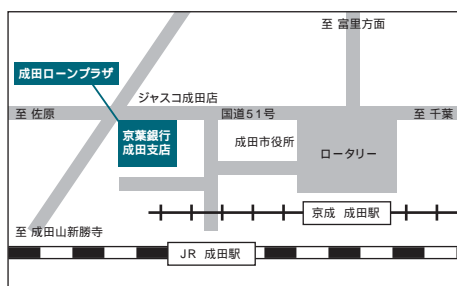 至 富里方面
成田ローンプラザ
ジャスコ成田店
至 佐原
国道51号
至 千葉
京葉銀行
成田支店
成田市役所
ロータリー
京成 成田駅
至 成田山新勝寺
JR 成田駅